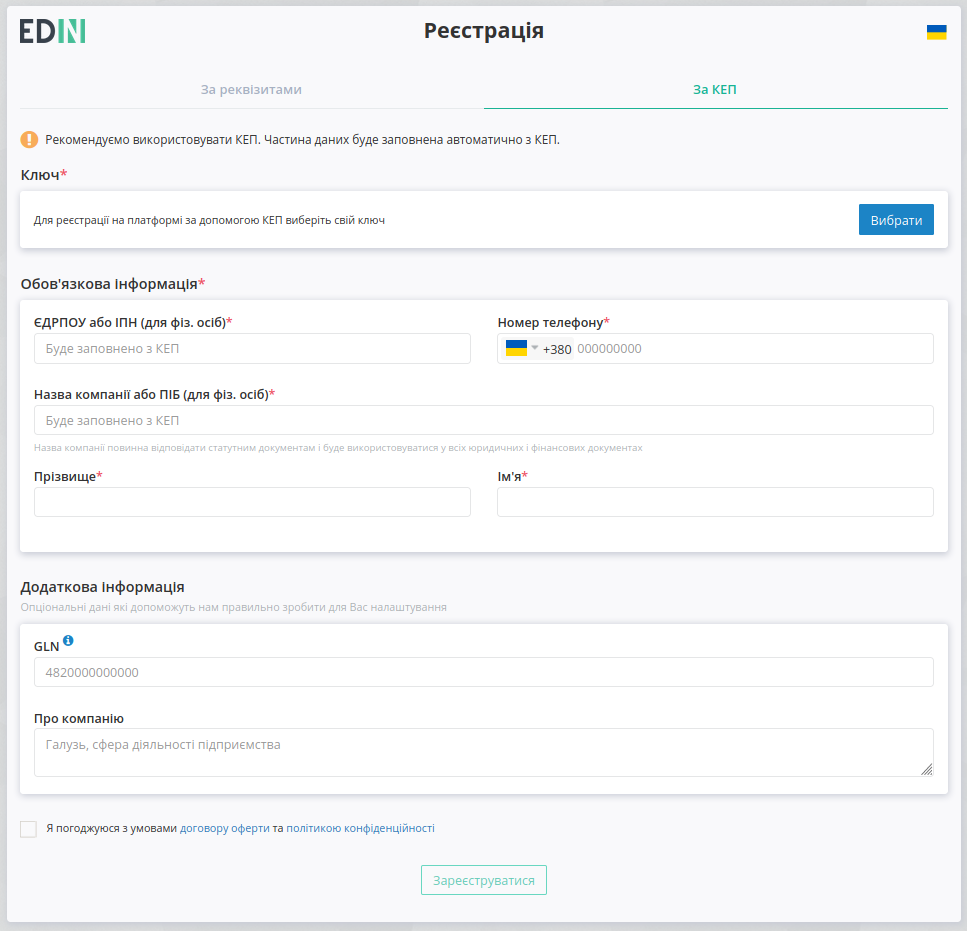 EDIN
Реєстрація
За реквізитами
За КЕП
Рекомендуємо використовувати КЕП. Частина даних буде заповнена автоматично з КЕП.
Ключ*
Для реєстрації на платформі за допомогою КЕП виберіть свій ключ
Вибрати
Обов'язкова інформація*
ЄДРПОУ або ІПН (для фіз. осіб)*
Номер телефону*
Буде заповнено з КЕП
+380 000000000
Назва компанії або ПІБ (для фіз. осіб)*
Буде заповнено з КЕП
Назва компанії повинна відповідати статутним документам і буде використовуватися у всіх юридичних і фінансових документах
Прізвище*
Ім'я*
Додаткова інформація
Опціональні дані які допоможуть нам правильно зробити для Вас налаштування
GLN
4820000000000
Про компанію
Галузь, сфера діяльності підприємства
Я погоджуюся з умовами договору оферти та політикою конфіденційності
Зареєструватися